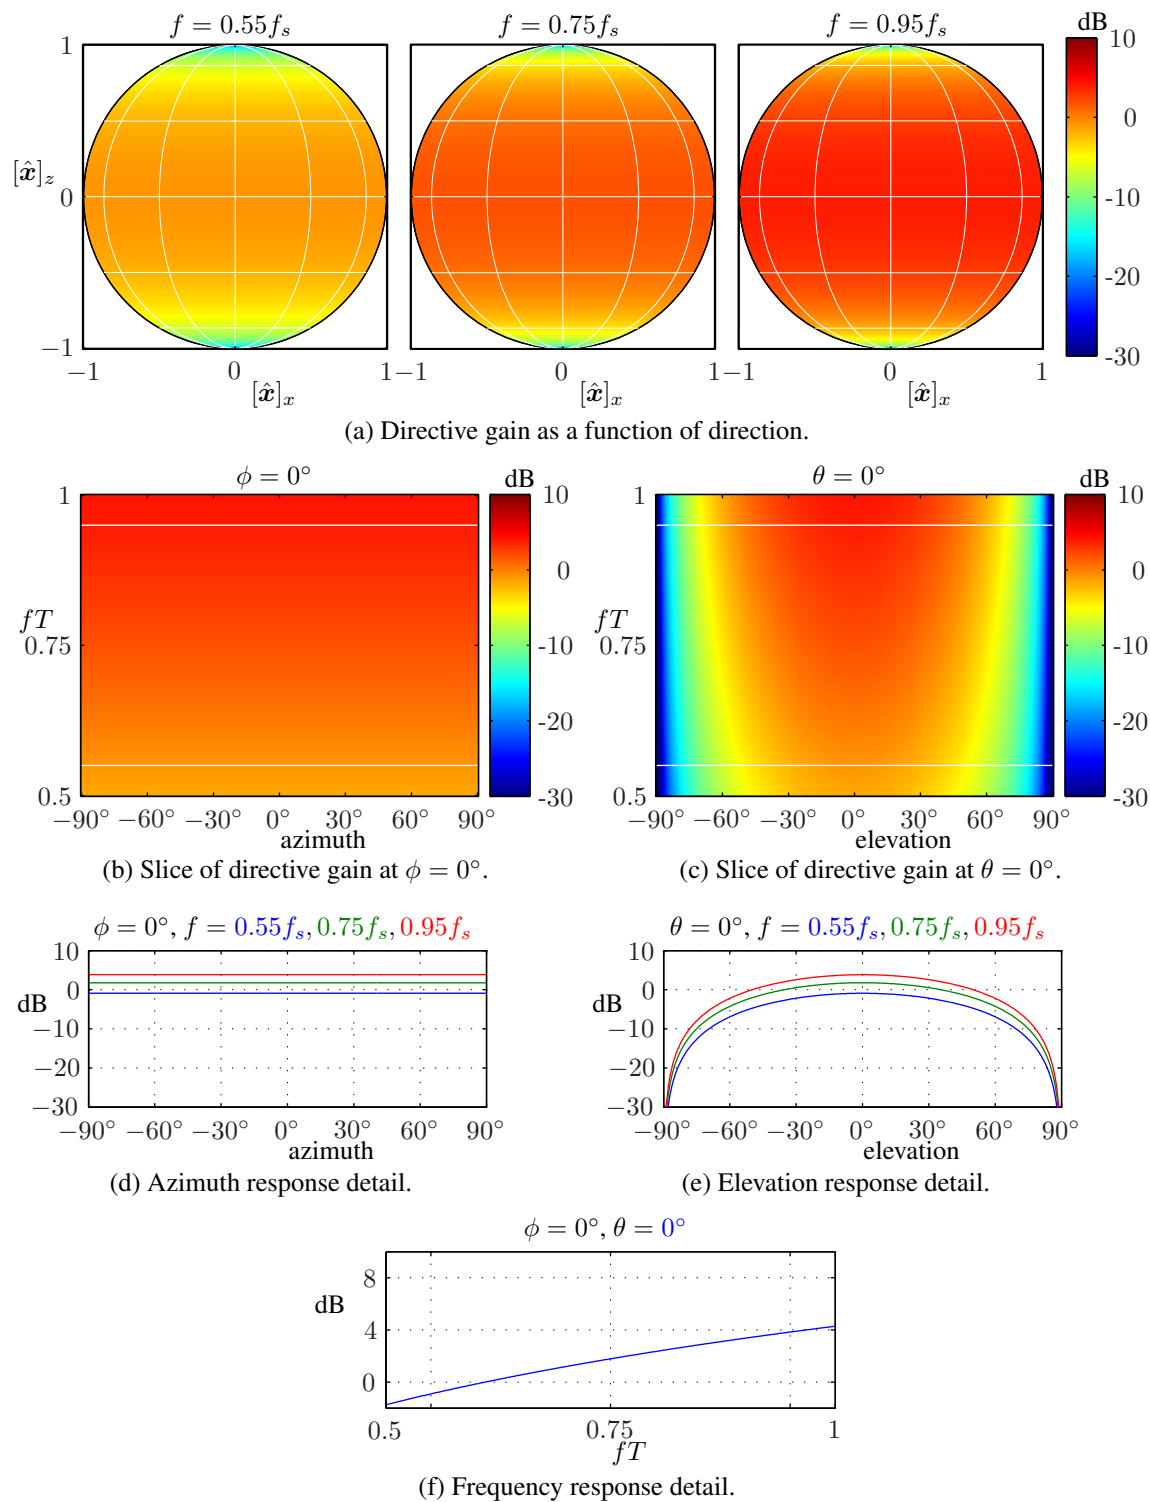 f = 0.55f_s f = 0.75f_s f = 0.95f_s dB
1 10
0
[x̂]_z 0 -10
-20
−1 -30
−1 0 1 −1 0 1 −1 0 1
[x̂]_x [x̂]_x [x̂]_x
(a) Directive gain as a function of direction.
ϕ = 0° dB θ = 0° dB
1 10 1 10
0 0
fT fT
0.75 -10 0.75 -10
-20 -20
0.5 -30 0.5 -30
−90° −60° −30° 0° 30° 60° 90° −90° −60° −30° 0° 30° 60° 90°
azimuth elevation
(b) Slice of directive gain at ϕ = 0°. (c) Slice of directive gain at θ = 0°.
ϕ = 0°, f = 0.55f_s, 0.75f_s, 0.95f_s θ = 0°, f = 0.55f_s, 0.75f_s, 0.95f_s
10 10
0 0
dB dB
−10 −10
−20 −20
−30 −30
−90° −60° −30° 0° 30° 60° 90° −90° −60° −30° 0° 30° 60° 90°
azimuth elevation
(d) Azimuth response detail. (e) Elevation response detail.
ϕ = 0°, θ = 0°
8
dB
4
0
0.5 0.75 1
fT
(f) Frequency response detail.